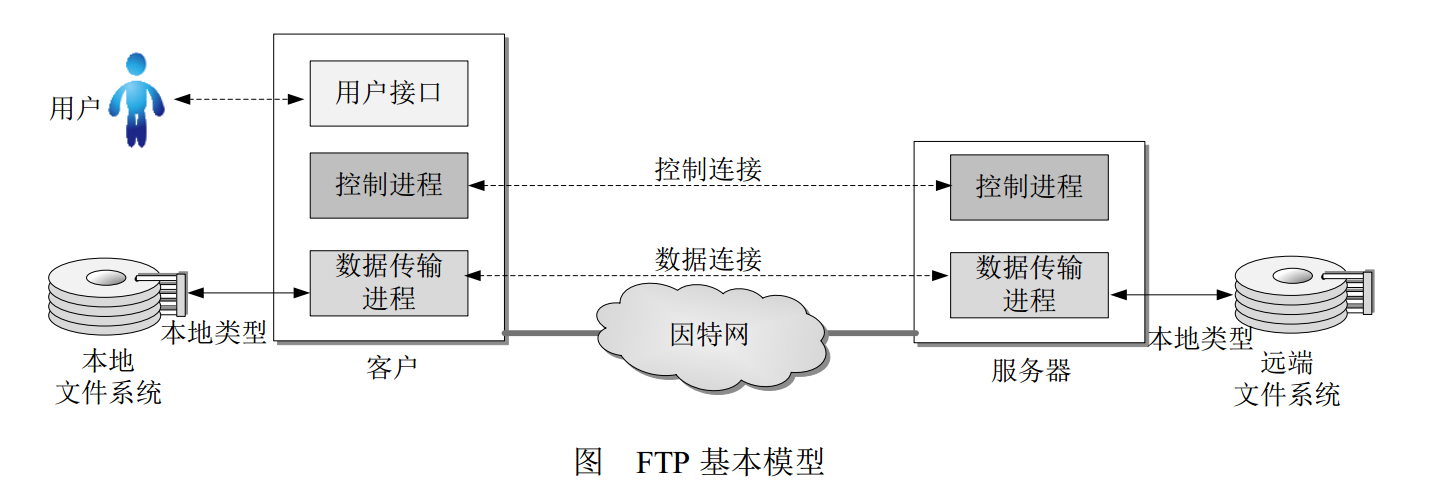 用户
用户接口
控制进程
控制连接
控制进程
数据传输
进程
数据连接
数据传输
进程
本地类型
本地
文件系统
客户
因特网
服务器
本地类型
远端
文件系统
图 FTP 基本模型